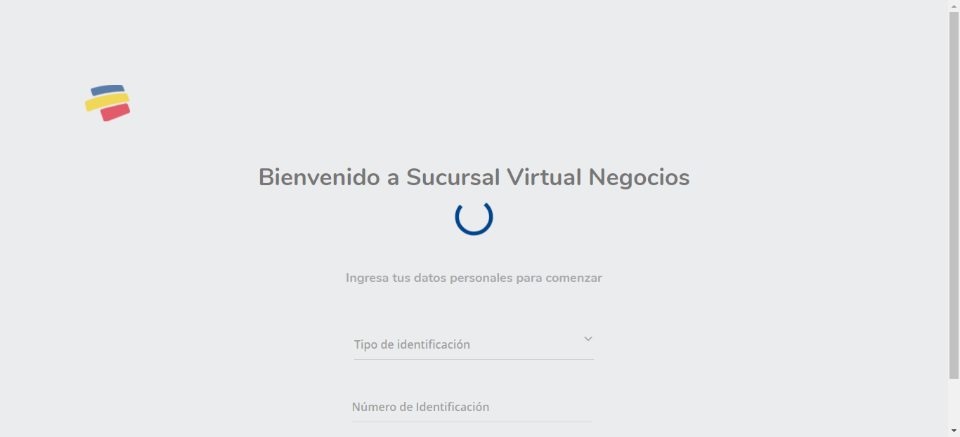 Bienvenido a Sucursal Virtual Negocios
Ingresa tus datos personales para comenzar
Tipo de identificación
Número de Identificación